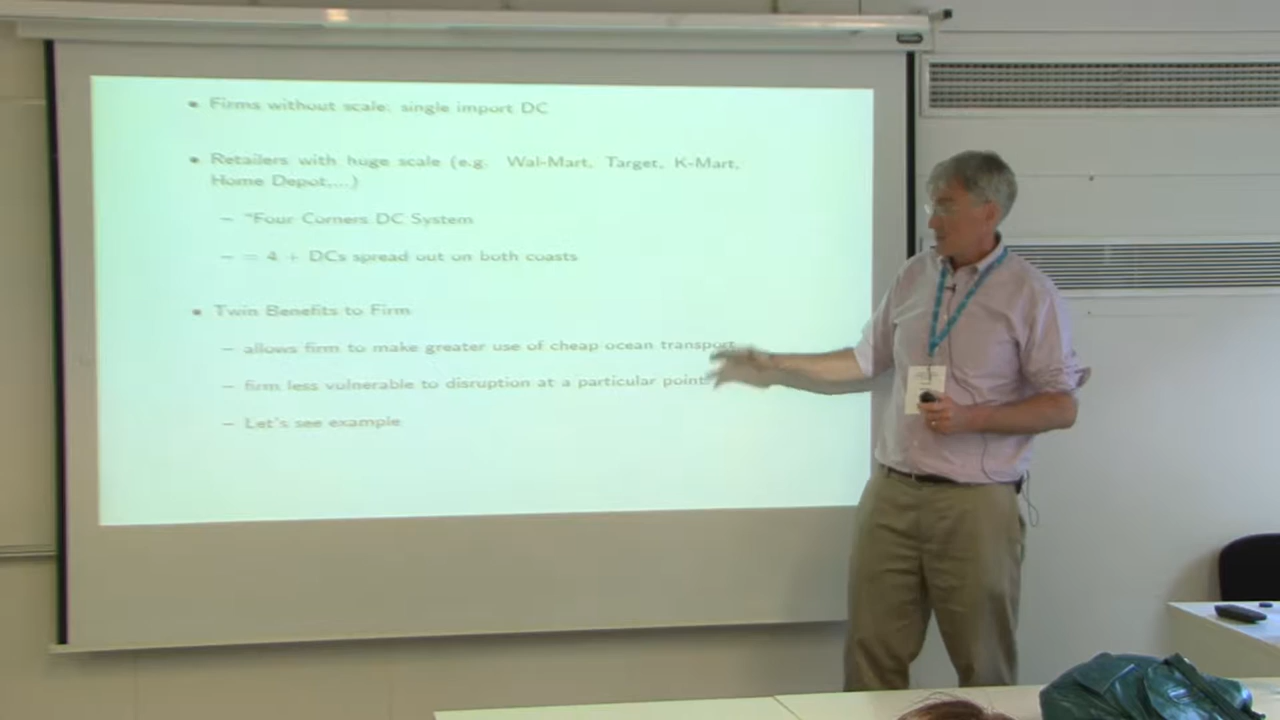 • Firms without scale: single import DC
• Retailers with huge scale (e.g. Wal-Mart, Target, K-Mart,
Home Depot,...)
– "Four Corners DC System
– = 4 + DCs spread out on both coasts
• Twin Benefits to Firm
– allows firm to make greater use of cheap ocean transport
– firm less vulnerable to disruption at a particular point
– Let's see example